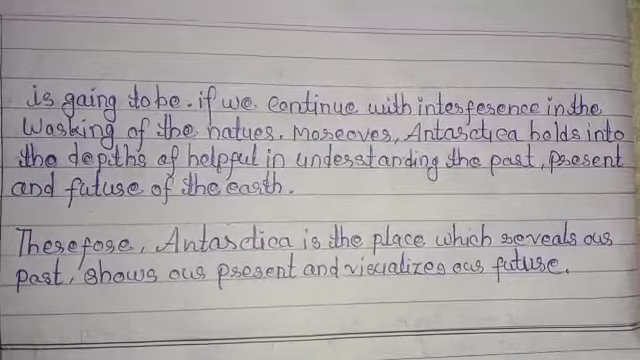 is going to be. if we continue with interference in the
working of the natues. Moreover, Antarctica holds into
the depths of helpful in understanding the past, present
and future of the earth.
Therefore, Antarctica is the place which reveals our
past, shows our present and visualizes our future.